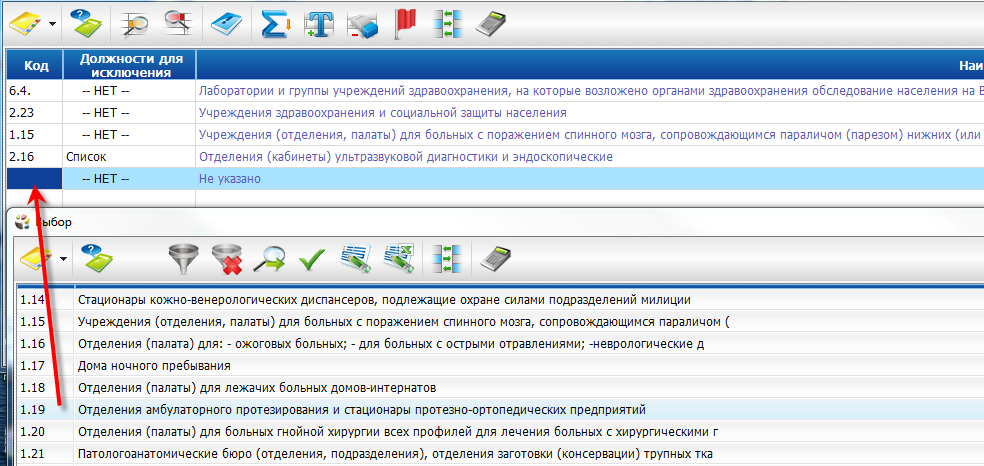 Код Должности для исключения Наи
6.4. -- НЕТ -- Лаборатории и группы учреждений здравоохранения, на которые возложено органами здравоохранения обследование населения на В
2.23 -- НЕТ -- Учреждения здравоохранения и социальной защиты населения
1.15 -- НЕТ -- Учреждения (отделения, палаты) для больных с поражением спинного мозга, сопровождающимся параличом (парезом) нижних (или
2.16 Список Отделения (кабинеты) ультразвуковой диагностики и эндоскопические
-- НЕТ -- Не указано
Выбор
1.14 Стационары кожно-венерологических диспансеров, подлежащие охране силами подразделений милиции
1.15 Учреждения (отделения, палаты) для больных с поражением спинного мозга, сопровождающимся параличом (
1.16 Отделения (палата) для: - ожоговых больных; - для больных с острыми отравлениями; -неврологические д
1.17 Дома ночного пребывания
1.18 Отделения (палаты) для лежачих больных домов-интернатов
1.19 Отделения амбулаторного протезирования и стационары протезно-ортопедических предприятий
1.20 Отделения (палаты) для больных гнойной хирургии всех профилей для лечения больных с хирургическими г
1.21 Патологоанатомические бюро (отделения, подразделения), отделения заготовки (консервации) трупных тка